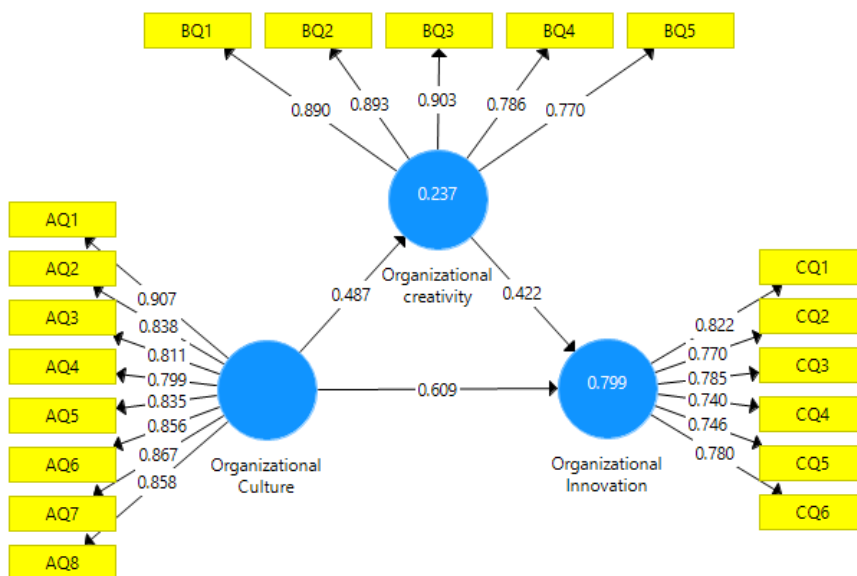 BQ1 BQ2 BQ3 BQ4 BQ5
0.890 0.893 0.903 0.786 0.770
0.237
Organizational
creativity
AQ1
AQ2
AQ3
AQ4
AQ5
AQ6
AQ7
AQ8
0.907
0.838
0.811
0.799
0.835
0.856
0.867
0.858
0.487
0.422
0.609
Organizational
Culture
0.799
Organizational
Innovation
0.822
0.770
0.785
0.740
0.746
0.780
CQ1
CQ2
CQ3
CQ4
CQ5
CQ6